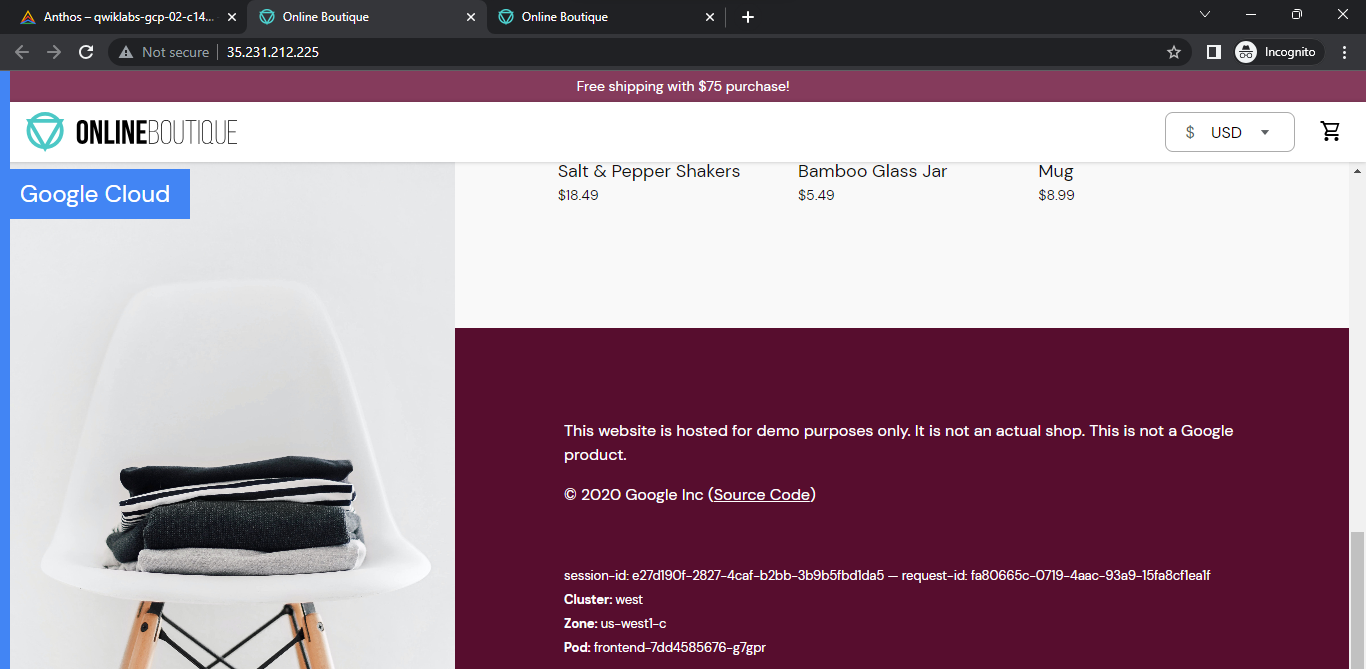 Anthos – qwiklabs-gcp-02-c14...
Online Boutique
Online Boutique
Not secure
35.231.212.225
Incognito
Free shipping with $75 purchase!
ONLINEBOUTIQUE
$ USD
Google Cloud
Salt & Pepper Shakers
$18.49
Bamboo Glass Jar
$5.49
Mug
$8.99
This website is hosted for demo purposes only. It is not an actual shop. This is not a Google
product.
© 2020 Google Inc (Source Code)
session-id: e27d190f-2827-4caf-b2bb-3b9b5fbd1da5 — request-id: fa80665c-0719-4aac-93a9-15fa8cf1ea1f
Cluster: west
Zone: us-west1-c
Pod: frontend-7dd4585676-g7gpr